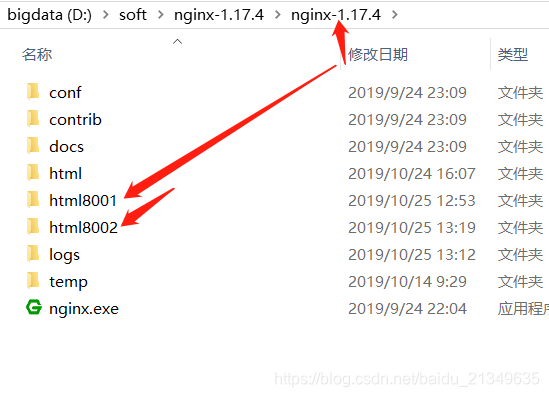 bigdata (D:) > soft > nginx-1.17.4 > nginx-1.17.4 >
名称 修改日期 类型
conf 2019/9/24 23:09 文件夹
contrib 2019/9/24 23:09 文件夹
docs 2019/9/24 23:09 文件夹
html 2019/10/24 16:07 文件夹
html8001 2019/10/25 12:53 文件夹
html8002 2019/10/25 13:19 文件夹
logs 2019/10/25 13:12 文件夹
temp 2019/10/14 9:29 文件夹
nginx.exe 2019/9/24 22:04 应用程序
https://blog.csdn.net/baidu_21349635